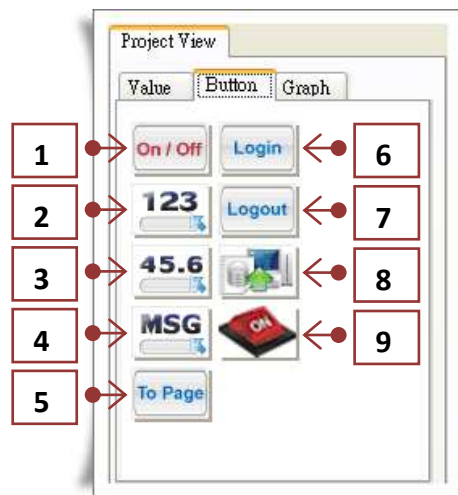 Project View
Value Button Graph
1 On / Off Login 6
2 123 Logout 7
3 45.6 8
4 MSG ON 9
5 To Page